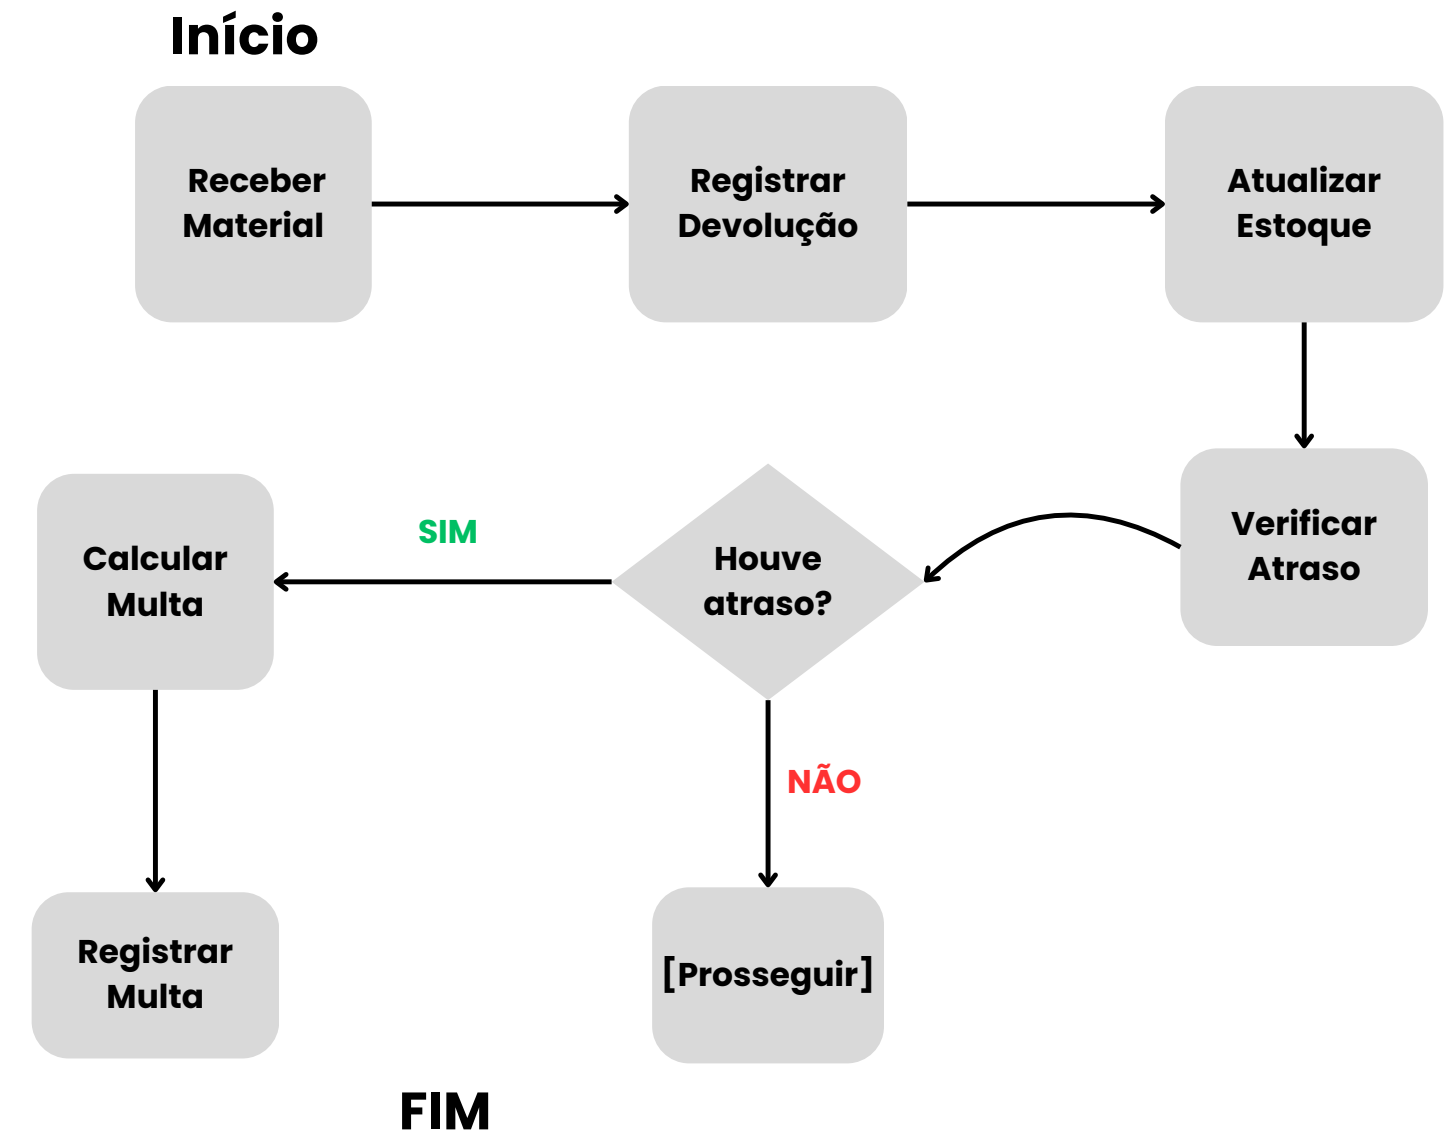 Início
Receber
Material
Registrar
Devolução
Atualizar
Estoque
Verificar
Atraso
Houve
atraso?
SIM
Calcular
Multa
NÃO
Registrar
Multa
[Prosseguir]
FIM